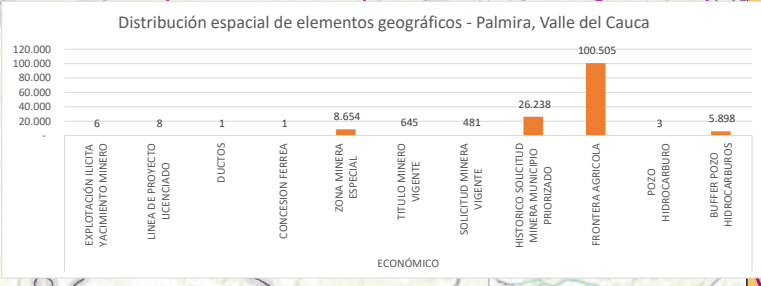 Distribución espacial de elementos geográficos - Palmira, Valle del Cauca
120.000
100.000
80.000
60.000
40.000
20.000
-
6
8
1
1
8.654
645
481
26.238
100.505
3
5.898
EXPLOTACIÓN ILICITA
YACIMIENTO MINERO
LINEA DE PROYECTO
LICENCIADO
DUCTOS
CONCESION FERREA
ZONA MINERA
ESPECIAL
TITULO MINERO
VIGENTE
SOLICITUD MINERA
VIGENTE
HISTORICO SOLICITUD
MINERA MUNICIPIO
PRIORIZADO
FRONTERA AGRICOLA
POZO
HIDROCARBURO
BUFFER POZO
HIDROCARBUROS
ECONÓMICO